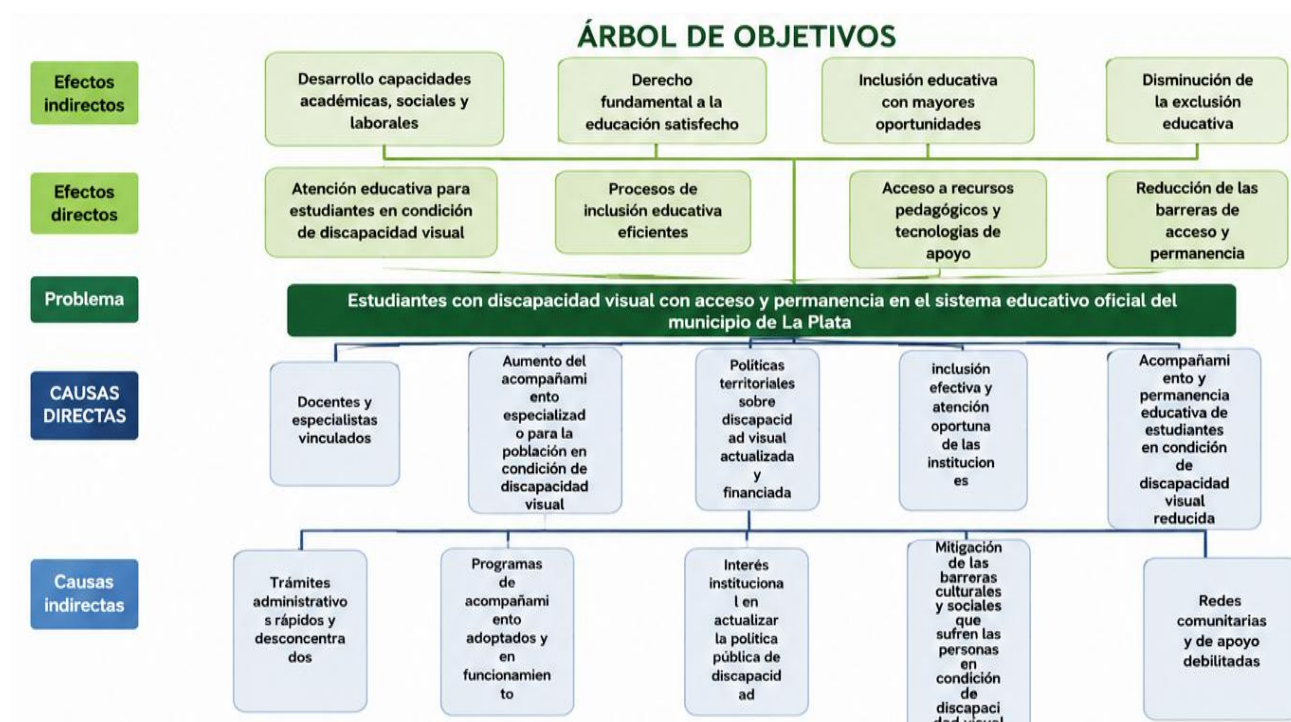 ÁRBOL DE OBJETIVOS
Efectos
indirectos
Desarrollo capacidades
académicas, sociales y
laborales
Derecho
fundamental a la
educación satisfecho
Inclusión educativa
con mayores
oportunidades
Disminución de
la exclusión
educativa
Efectos
directos
Atención educativa para
estudiantes en condición
de discapacidad visual
Procesos de
inclusión educativa
eficientes
Acceso a recursos
pedagógicos y
tecnologías de
apoyo
Reducción de las
barreras de
acceso y
permanencia
Problema
Estudiantes con discapacidad visual con acceso y permanencia en el sistema educativo oficial del
municipio de La Plata
CAUSAS
DIRECTAS
Docentes y
especialistas
vinculados
Aumento del
acompañami
ento
especializad
o para la
población en
condición de
discapacidad
visual
Políticas
territoriales
sobre
discapacid
ad visual
actualizada
y
financiada
inclusión
efectiva y
atención
oportuna
de las
institucion
es
Acompañami
ento y
permanencia
educativa de
estudiantes
en condición
de
discapacidad
visual
reducida
Causas
indirectas
Trámites
administrativo
s rápidos y
desconcentra
dos
Programas
de
acompañami
ento
adoptados y
en
funcionamien
to
Interés
instituciona
l en
actualizar
la política
pública de
discapacid
ad
Mitigación
de las
barreras
culturales
y sociales
que
sufren las
personas
en
condición
de
discapaci
dad visual
Redes
comunitarias
y de apoyo
debilitadas